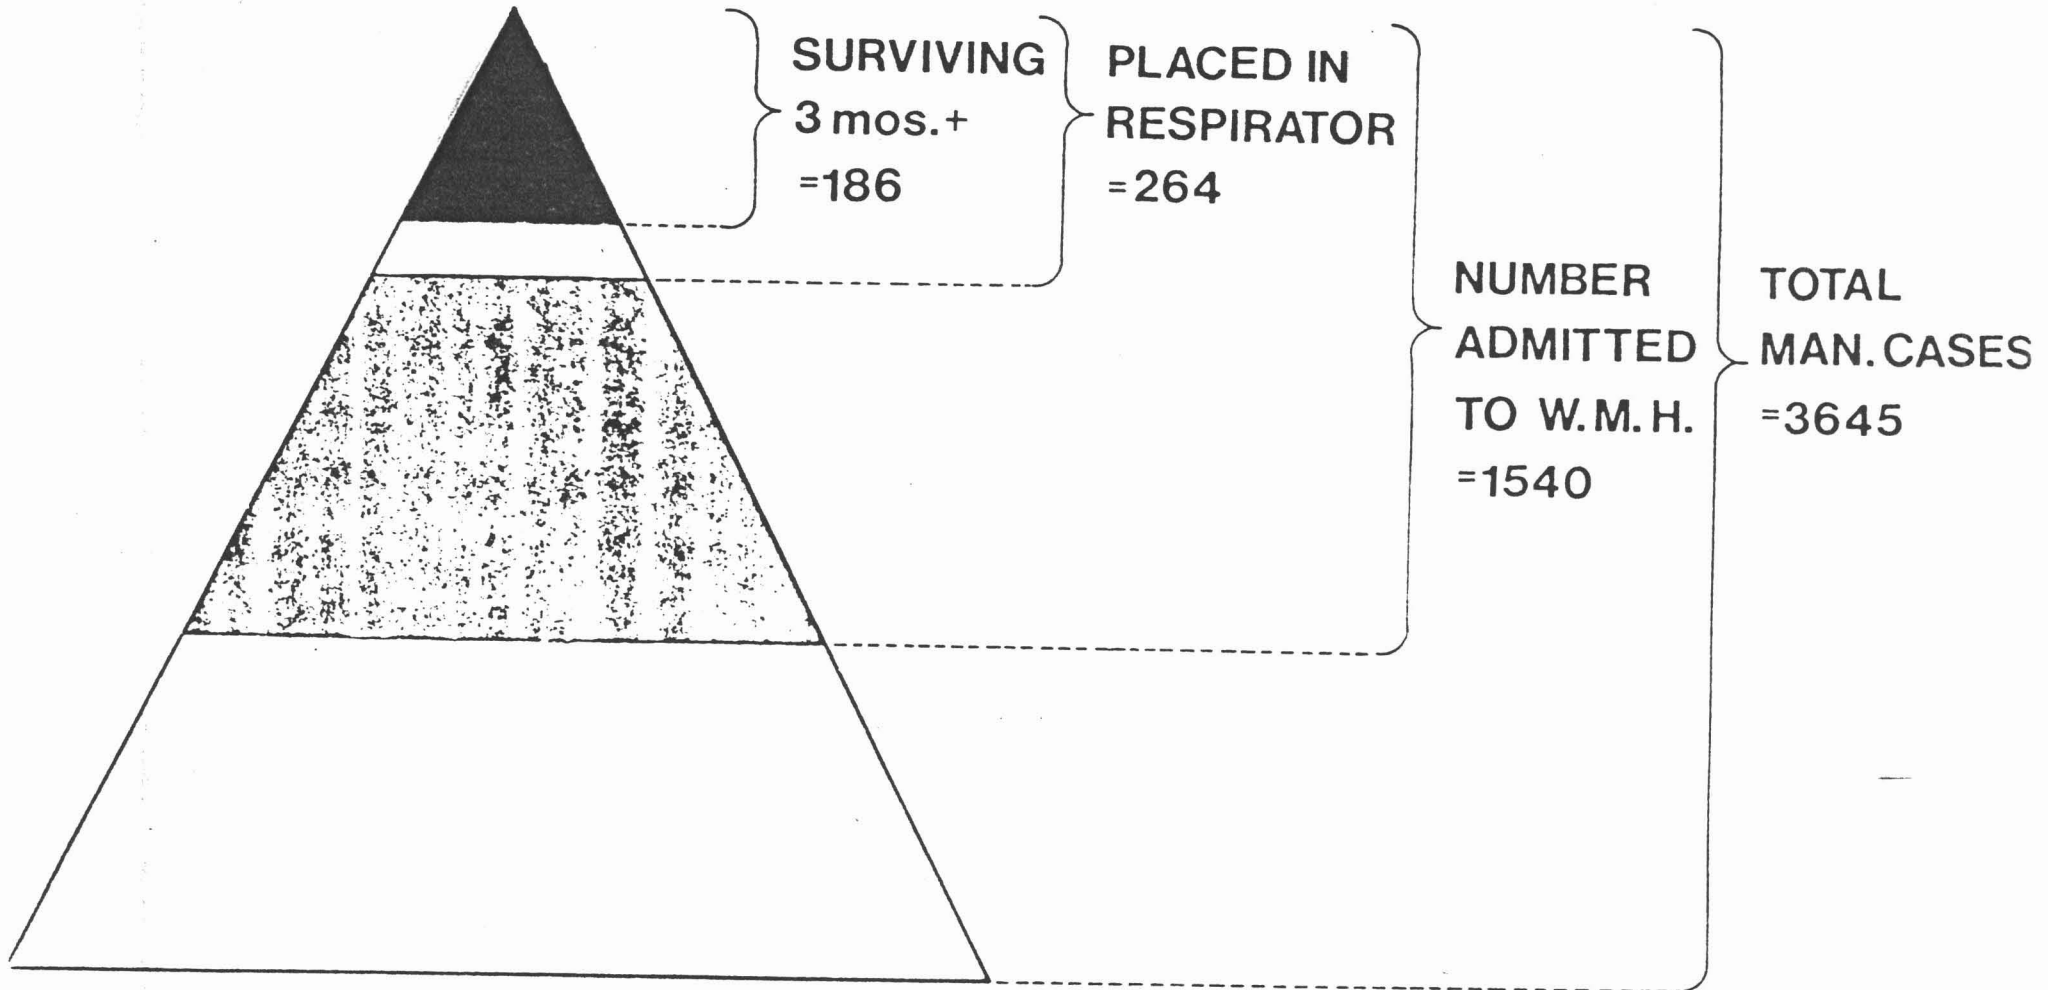 SURVIVING
3 mos.+
=186
PLACED IN
RESPIRATOR
=264
NUMBER
ADMITTED
TO W.M.H.
=1540
TOTAL
MAN. CASES
=3645